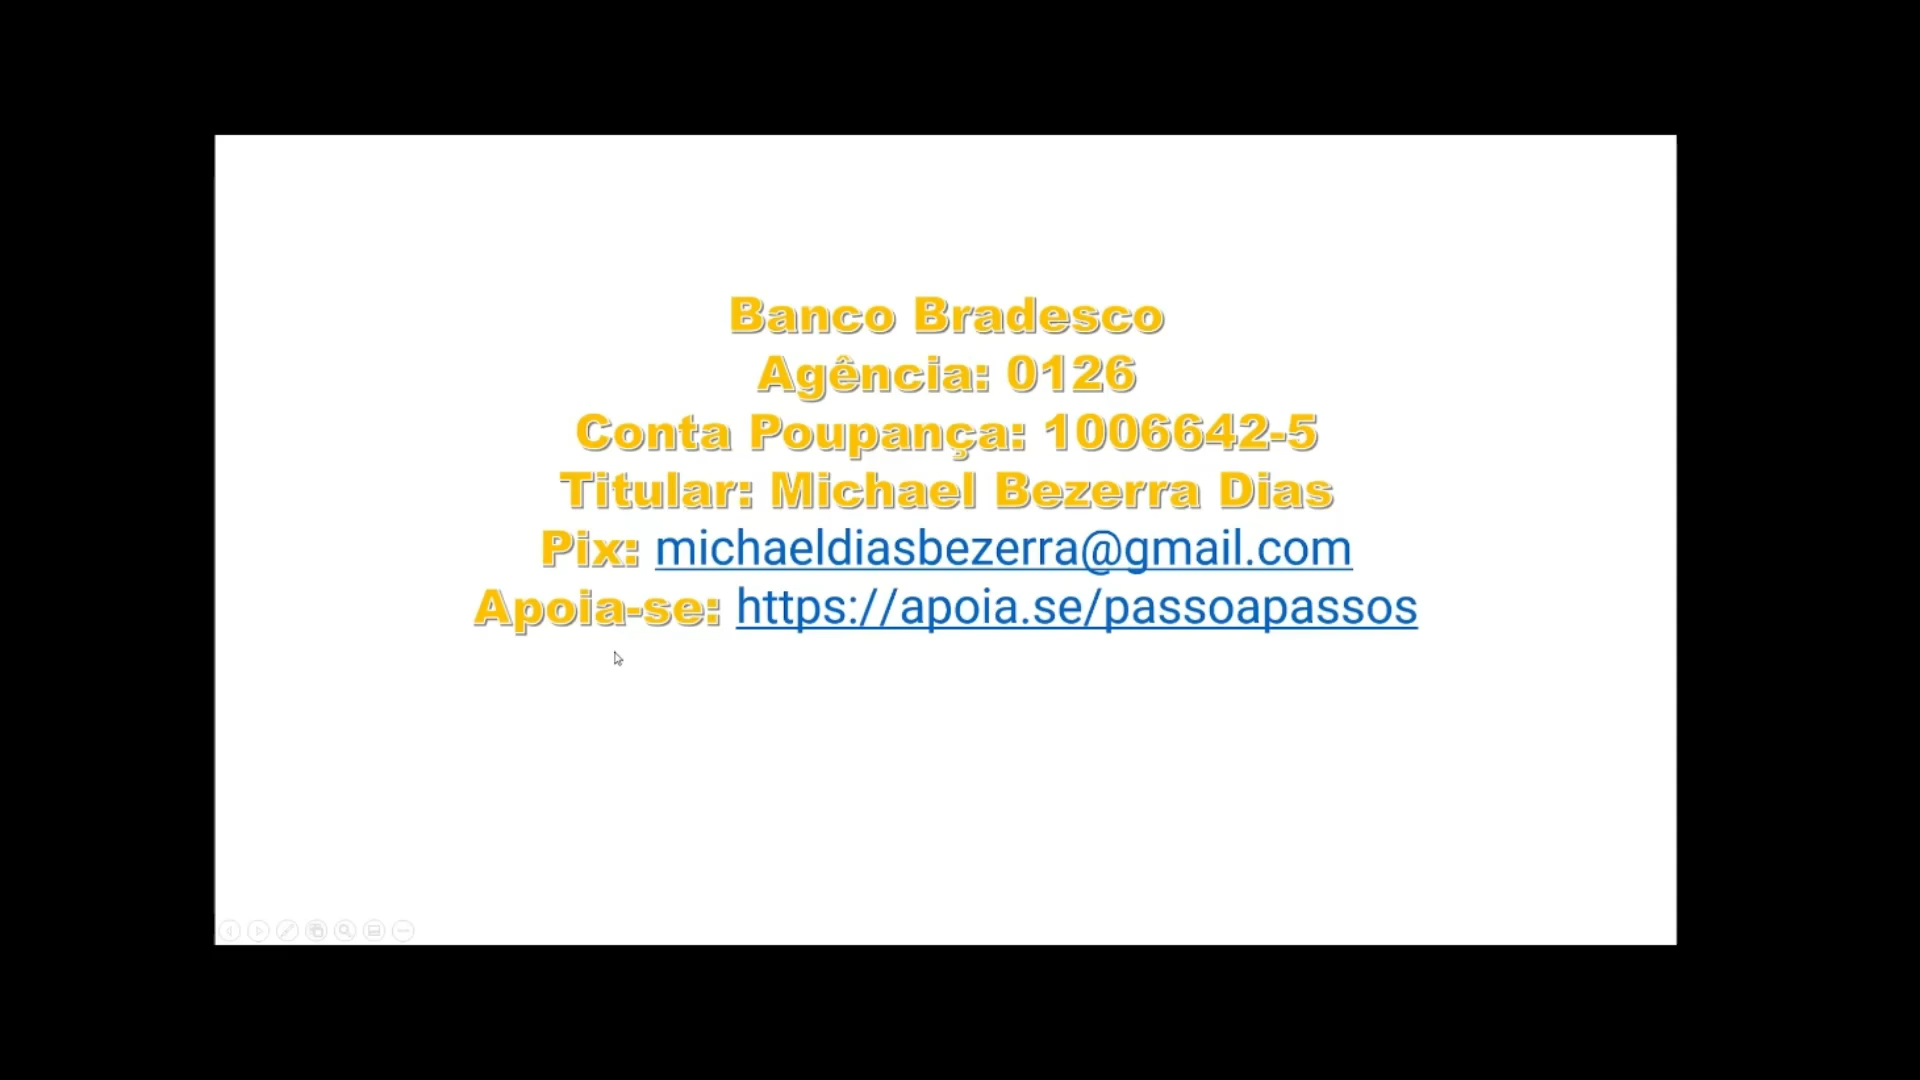 Banco Bradesco
Agência: 0126
Conta Poupança: 1006642-5
Titular: Michael Bezerra Dias
Pix: michaeldiasbezerra@gmail.com
Apoia-se: https://apoia.se/passoapassos